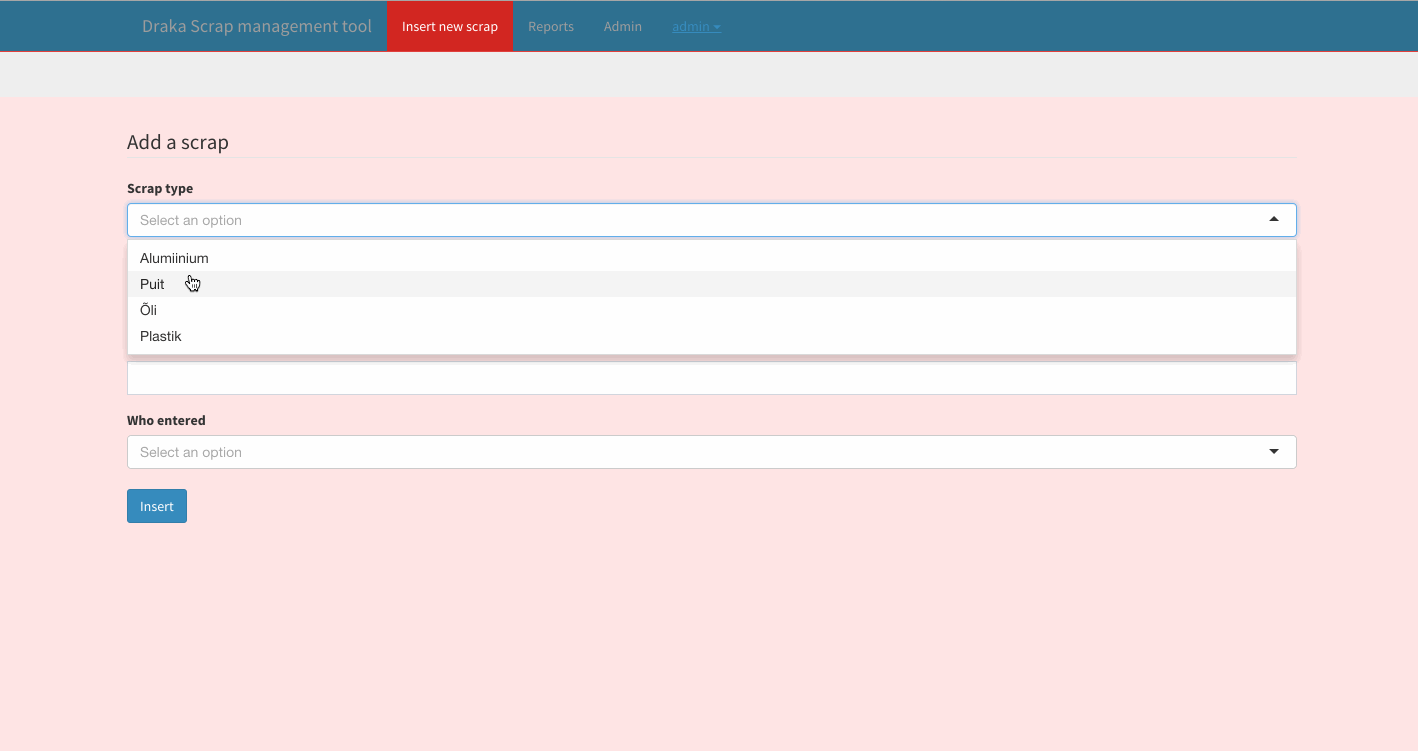 Draka Scrap management tool Insert new scrap Reports Admin admin
Add a scrap
Scrap type
Select an option
Alumiinium
Puit
Õli
Plastik
Who entered
Select an option
Insert